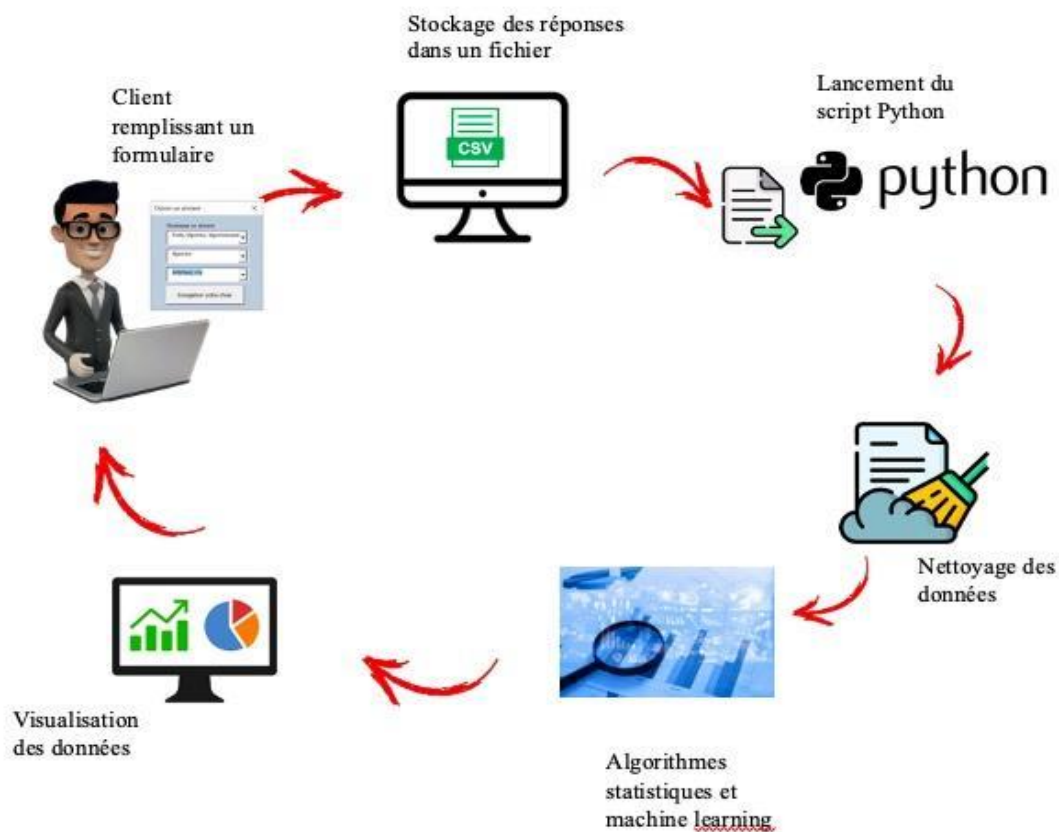 Stockage des réponses
dans un fichier
Client
remplissant un
formulaire
CSV
Lancement du
script Python
python
Nettoyage des
données
Algorithmes
statistiques et
machine learning
Visualisation
des données